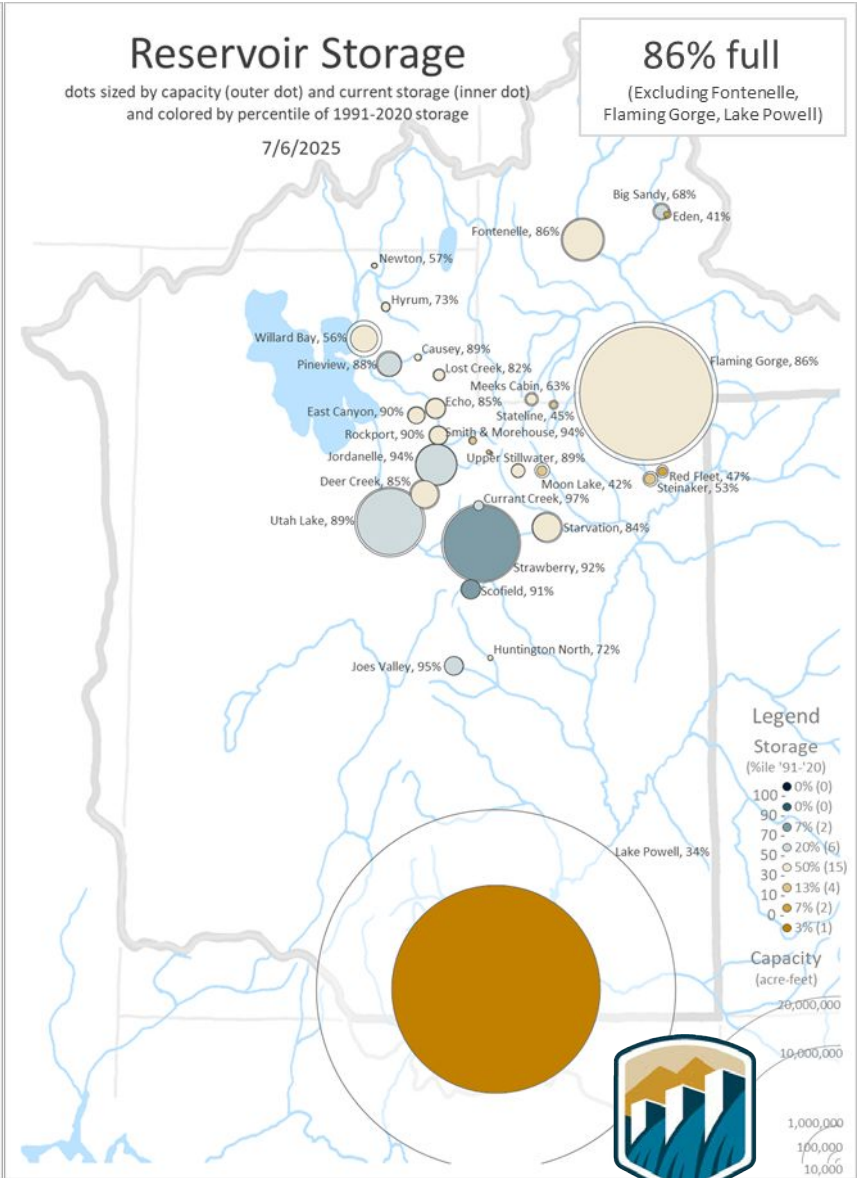 Reservoir Storage
dots sized by capacity (outer dot) and current storage (inner dot)
and colored by percentile of 1991-2020 storage
7/6/2025
86% full
(Excluding Fontenelle,
Flaming Gorge, Lake Powell)
Big Sandy, 68%
Eden, 41%
Fontenelle, 86%
Newton, 57%
Hyrum, 73%
Willard Bay, 56%
Causey, 89%
Pineview, 88%
Lost Creek, 82%
Flaming Gorge, 86%
Meeks Cabin, 63%
Echo, 85%
East Canyon, 90%
Stateline, 45%
Rockport, 90%
Smith & Morehouse, 94%
Jordanelle, 94%
Upper Stillwater, 89%
Red Fleet, 47%
Deer Creek, 85%
Moon Lake, 42%
Steinaker, 53%
Currant Creek, 97%
Utah Lake, 89%
Starvation, 84%
Strawberry, 92%
Scofield, 91%
Huntington North, 72%
Joes Valley, 95%
Lake Powell, 34%
Legend
Storage
(%ile '91-'20)
0% (0)
100 -
0% (0)
90 -
7% (2)
70 -
20% (6)
50 -
50% (15)
30 -
13% (4)
10 -
7% (2)
0 -
3% (1)
Capacity
(acre-feet)
20,000,000
10,000,000
1,000,000
100,000
10,000